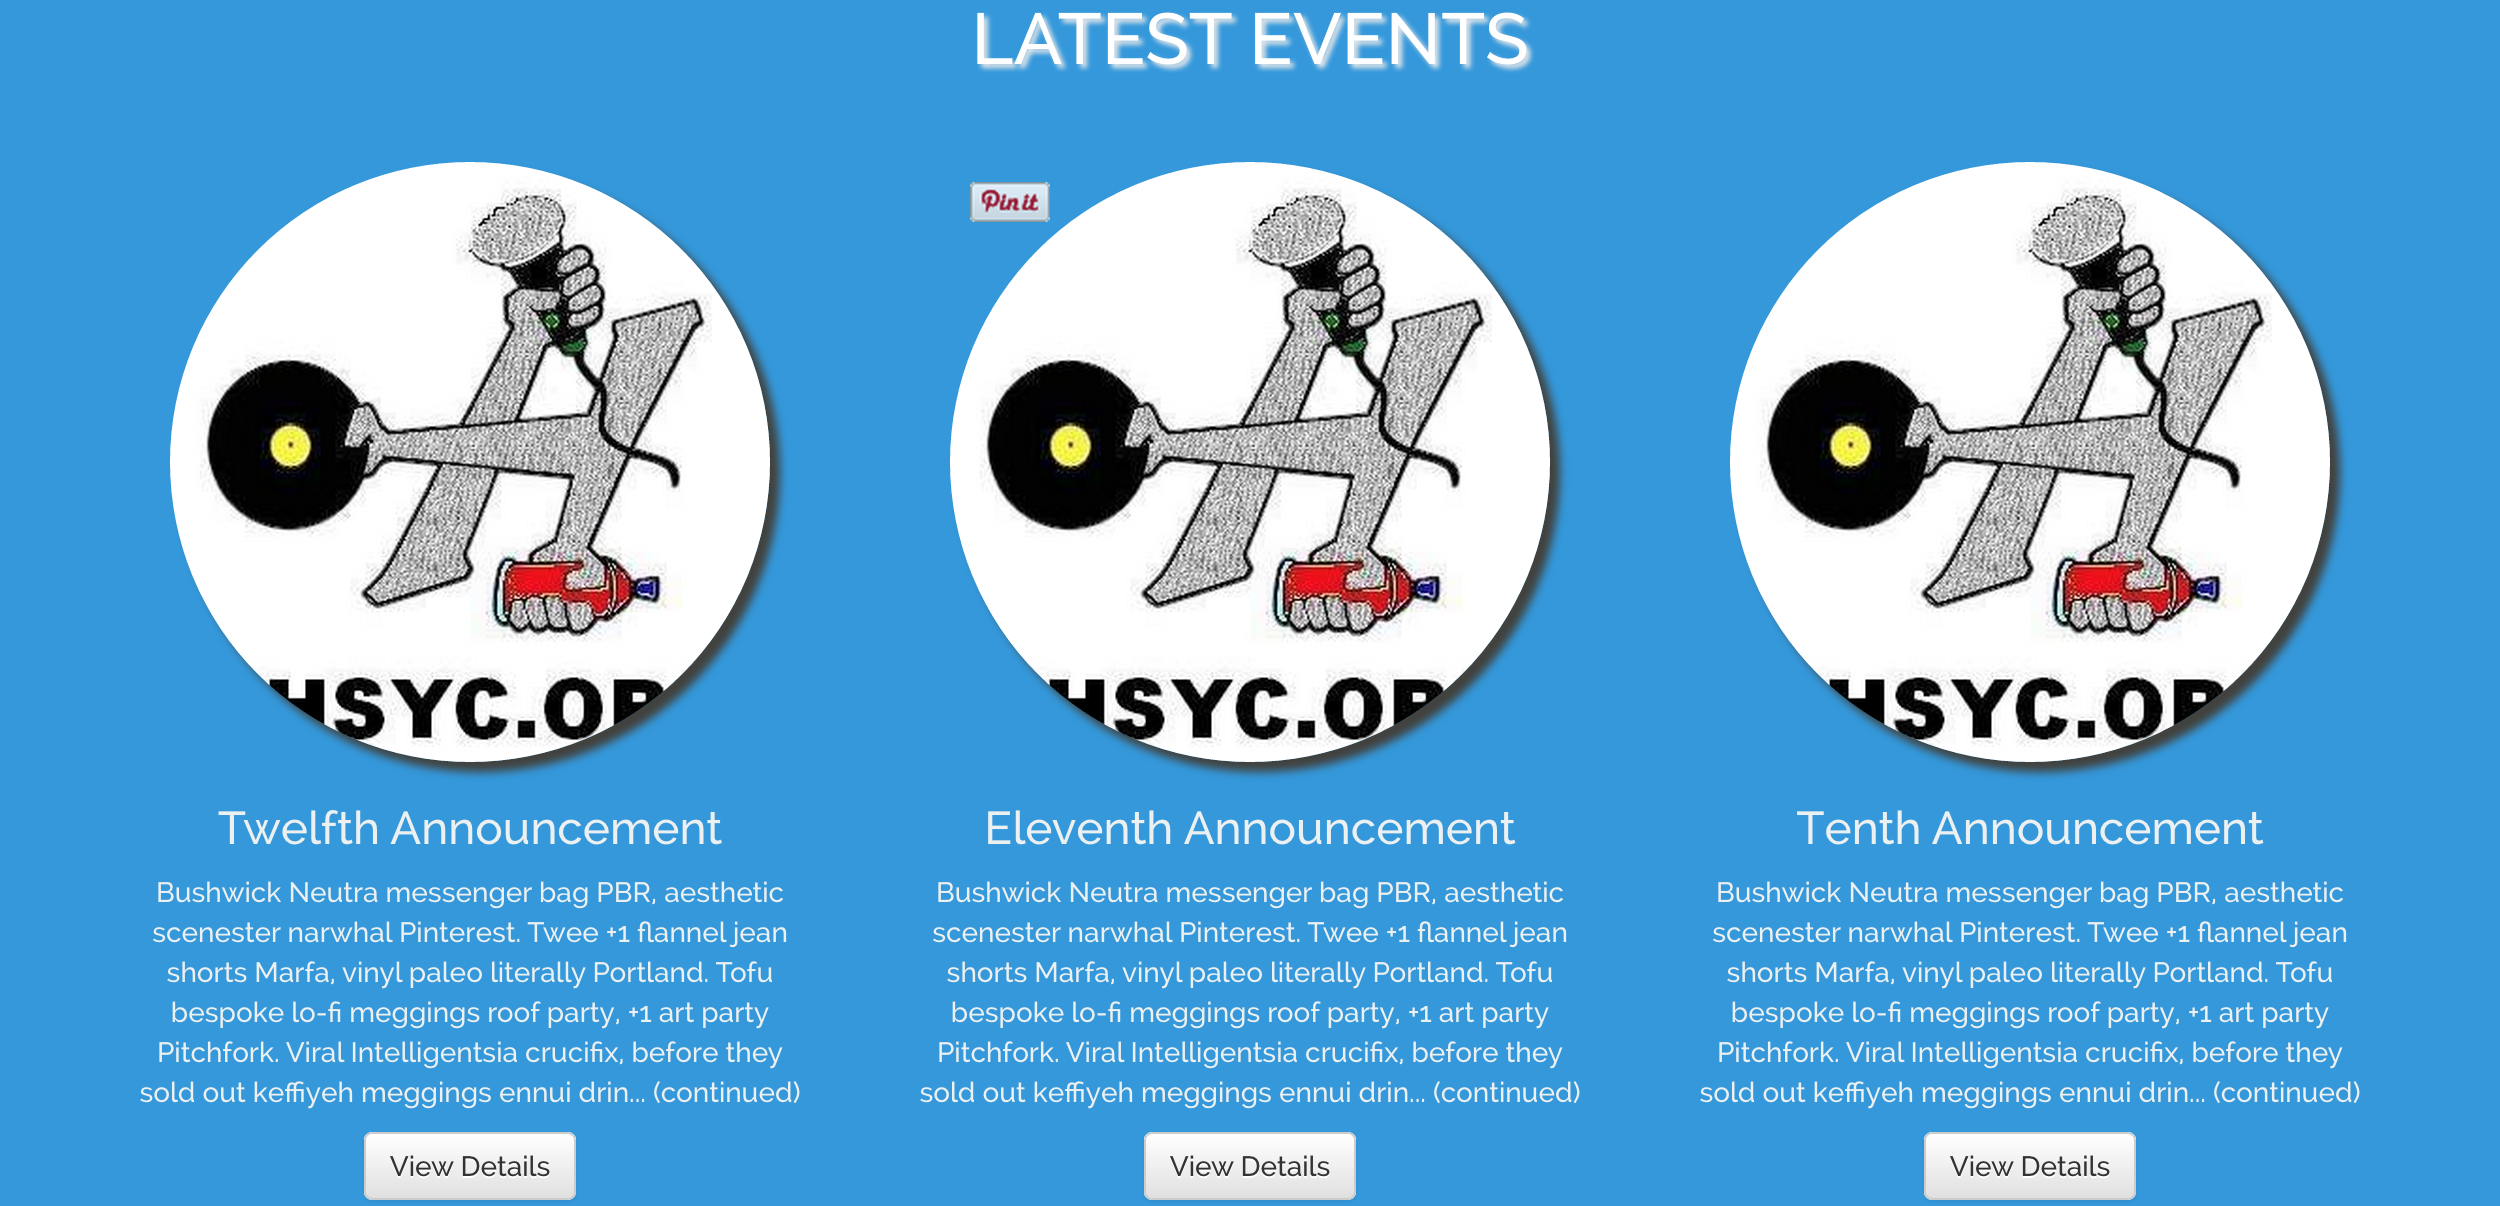 LATEST EVENTS
Pin it
HSYC.OR
HSYC.OR
HSYC.OR
Twelfth Announcement
Bushwick Neutra messenger bag PBR, aesthetic
scenester narwhal Pinterest. Twee +1 flannel jean
shorts Marfa, vinyl paleo literally Portland. Tofu
bespoke lo-fi meggings roof party, +1 art party
Pitchfork. Viral Intelligentsia crucifix, before they
sold out keffiyeh meggings ennui drin... (continued)
View Details
Eleventh Announcement
Bushwick Neutra messenger bag PBR, aesthetic
scenester narwhal Pinterest. Twee +1 flannel jean
shorts Marfa, vinyl paleo literally Portland. Tofu
bespoke lo-fi meggings roof party, +1 art party
Pitchfork. Viral Intelligentsia crucifix, before they
sold out keffiyeh meggings ennui drin... (continued)
View Details
Tenth Announcement
Bushwick Neutra messenger bag PBR, aesthetic
scenester narwhal Pinterest. Twee +1 flannel jean
shorts Marfa, vinyl paleo literally Portland. Tofu
bespoke lo-fi meggings roof party, +1 art party
Pitchfork. Viral Intelligentsia crucifix, before they
sold out keffiyeh meggings ennui drin... (continued)
View Details